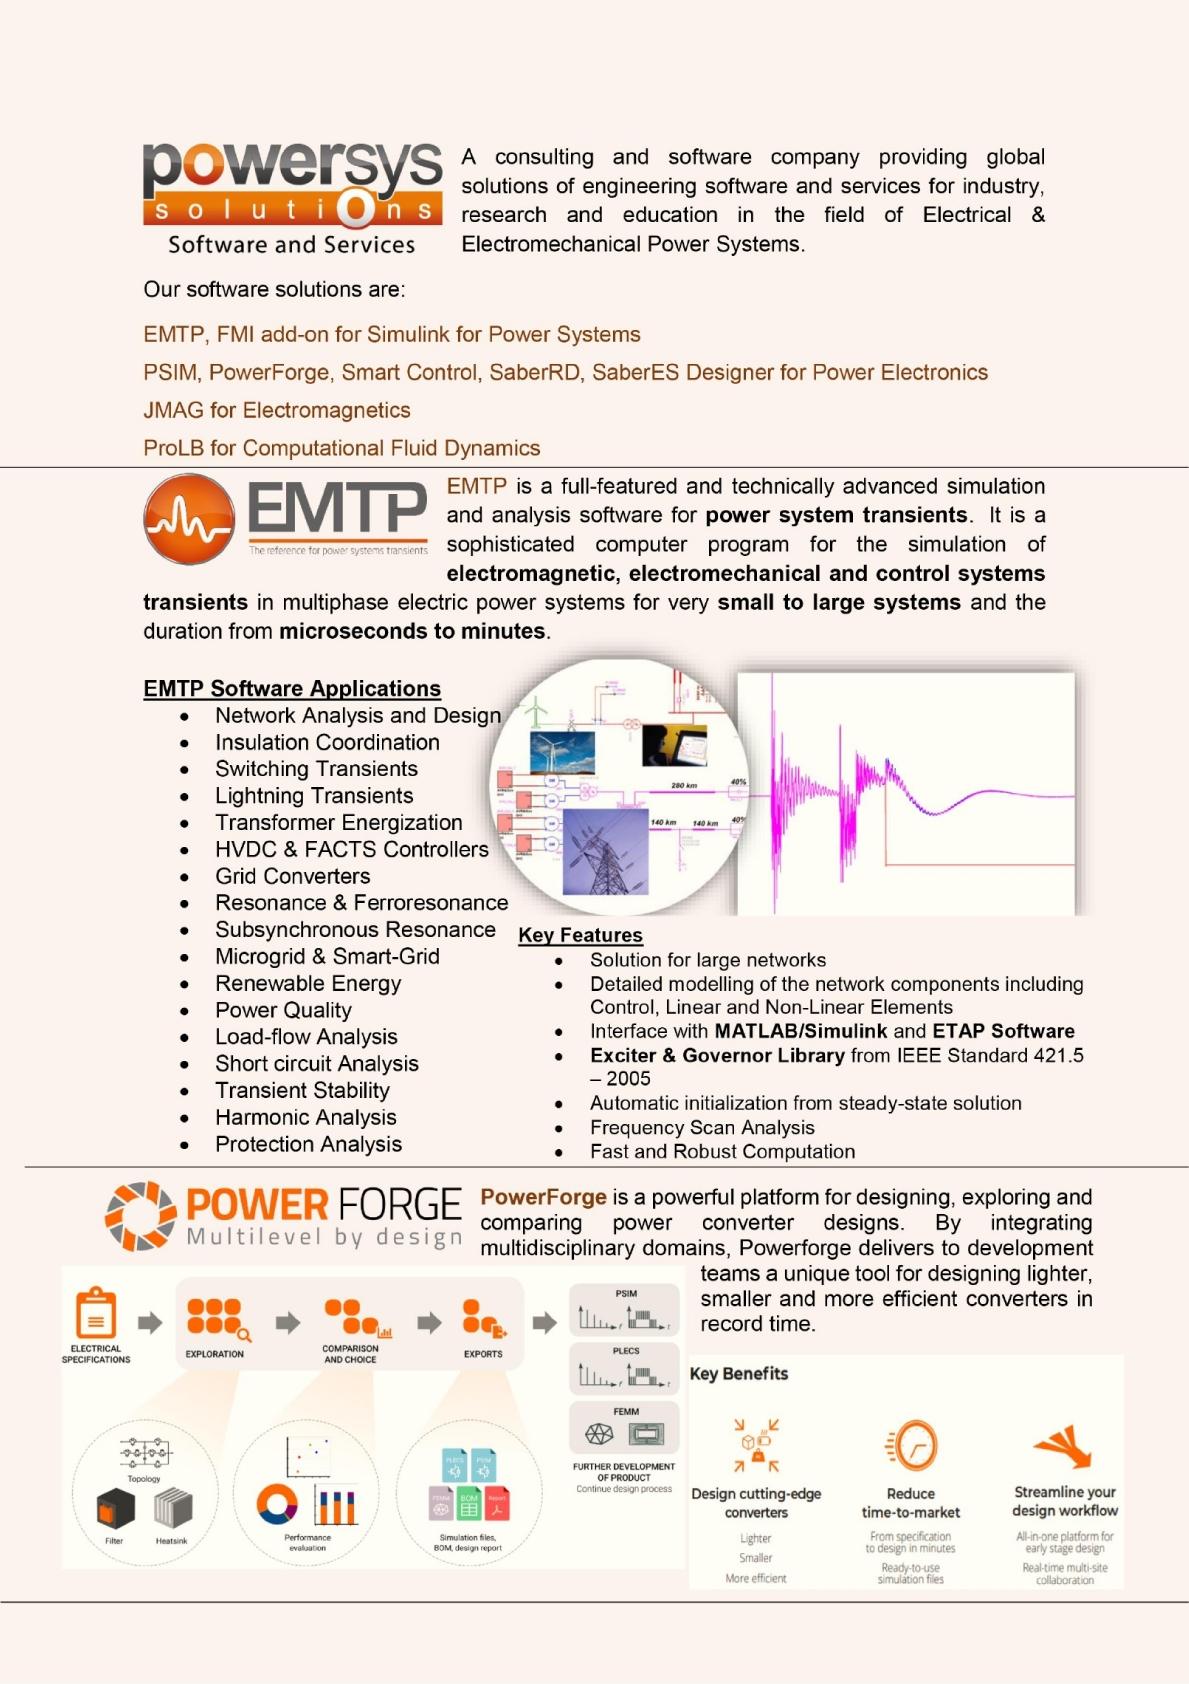 powersys
solutiOns
Software and Services
A consulting and software company providing global
solutions of engineering software and services for industry,
research and education in the field of Electrical &
Electromechanical Power Systems.
Our software solutions are:
EMTP, FMI add-on for Simulink for Power Systems
PSIM, PowerForge, Smart Control, SaberRD, SaberES Designer for Power Electronics
JMAG for Electromagnetics
ProLB for Computational Fluid Dynamics
EMTP
The reference for power systems transients
EMTP is a full-featured and technically advanced simulation
and analysis software for power system transients. It is a
sophisticated computer program for the simulation of
electromagnetic, electromechanical and control systems
transients in multiphase electric power systems for very small to large systems and the
duration from microseconds to minutes.
EMTP Software Applications
• Network Analysis and Design
• Insulation Coordination
• Switching Transients
• Lightning Transients
• Transformer Energization
• HVDC & FACTS Controllers
• Grid Converters
• Resonance & Ferroresonance
• Subsynchronous Resonance
• Microgrid & Smart-Grid
• Renewable Energy
• Power Quality
• Load-flow Analysis
• Short circuit Analysis
• Transient Stability
• Harmonic Analysis
• Protection Analysis
280 km
40%
140 km
140 km
40%
Key Features
• Solution for large networks
• Detailed modelling of the network components including
Control, Linear and Non-Linear Elements
• Interface with MATLAB/Simulink and ETAP Software
• Exciter & Governor Library from IEEE Standard 421.5
– 2005
• Automatic initialization from steady-state solution
• Frequency Scan Analysis
• Fast and Robust Computation
POWER FORGE
Multilevel by design
PowerForge is a powerful platform for designing, exploring and
comparing power converter designs. By integrating
multidisciplinary domains, Powerforge delivers to development
teams a unique tool for designing lighter,
smaller and more efficient converters in
record time.
ELECTRICAL
SPECIFICATIONS
EXPLORATION
COMPARISON
AND CHOICE
EXPORTS
PSIM
f
t
PLECS
f
t
FEMM
FURTHER DEVELOPMENT
OF PRODUCT
Continue design process
Topology
Filter
Heatsink
Performance
evaluation
PLECS
PSIM
FEMM
BOM
Report
Simulation files,
BOM, design report
Key Benefits
Design cutting-edge
converters
Lighter
Smaller
More efficient
Reduce
time-to-market
From specification
to design in minutes
Ready-to-use
simulation files
Streamline your
design workflow
All-in-one platform for
early stage design
Real-time multi-site
collaboration